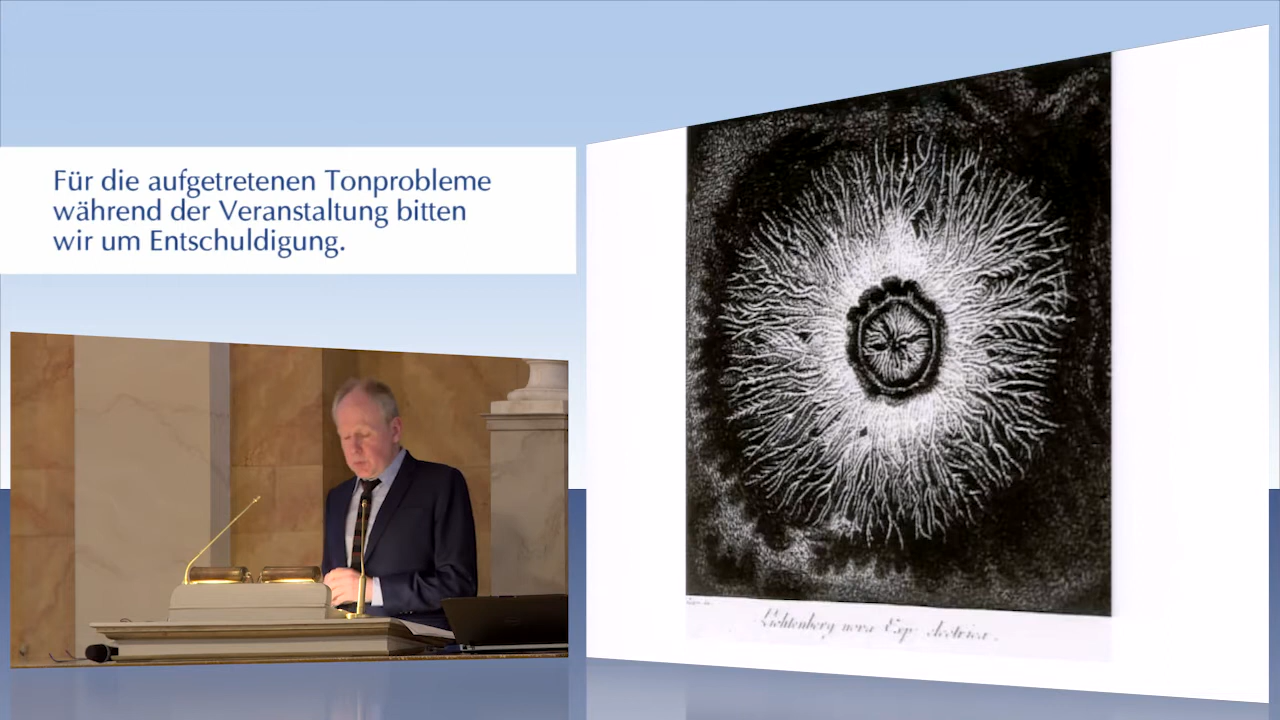 Für die aufgetretenen Tonprobleme
während der Veranstaltung bitten
wir um Entschuldigung.
Lichtenberg nova Exp. electrica.